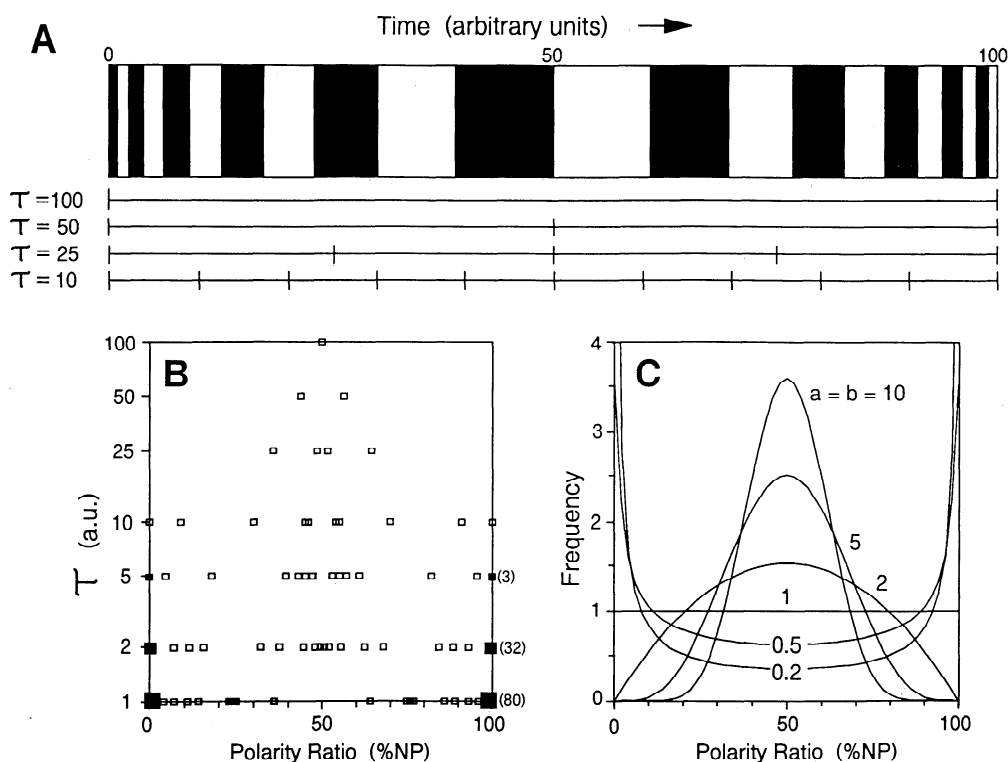 Time (arbitrary units)
A
0 50 100
τ = 100
τ = 50
τ = 25
τ = 10
B
100
50
25
10
5
2
1
τ (a.u.)
(3)
(32)
(80)
0 50 100
Polarity Ratio (%NP)
C
4
3
2
1
0
Frequency
a = b = 10
5
2
1
0.5
0.2
0 50 100
Polarity Ratio (%NP)